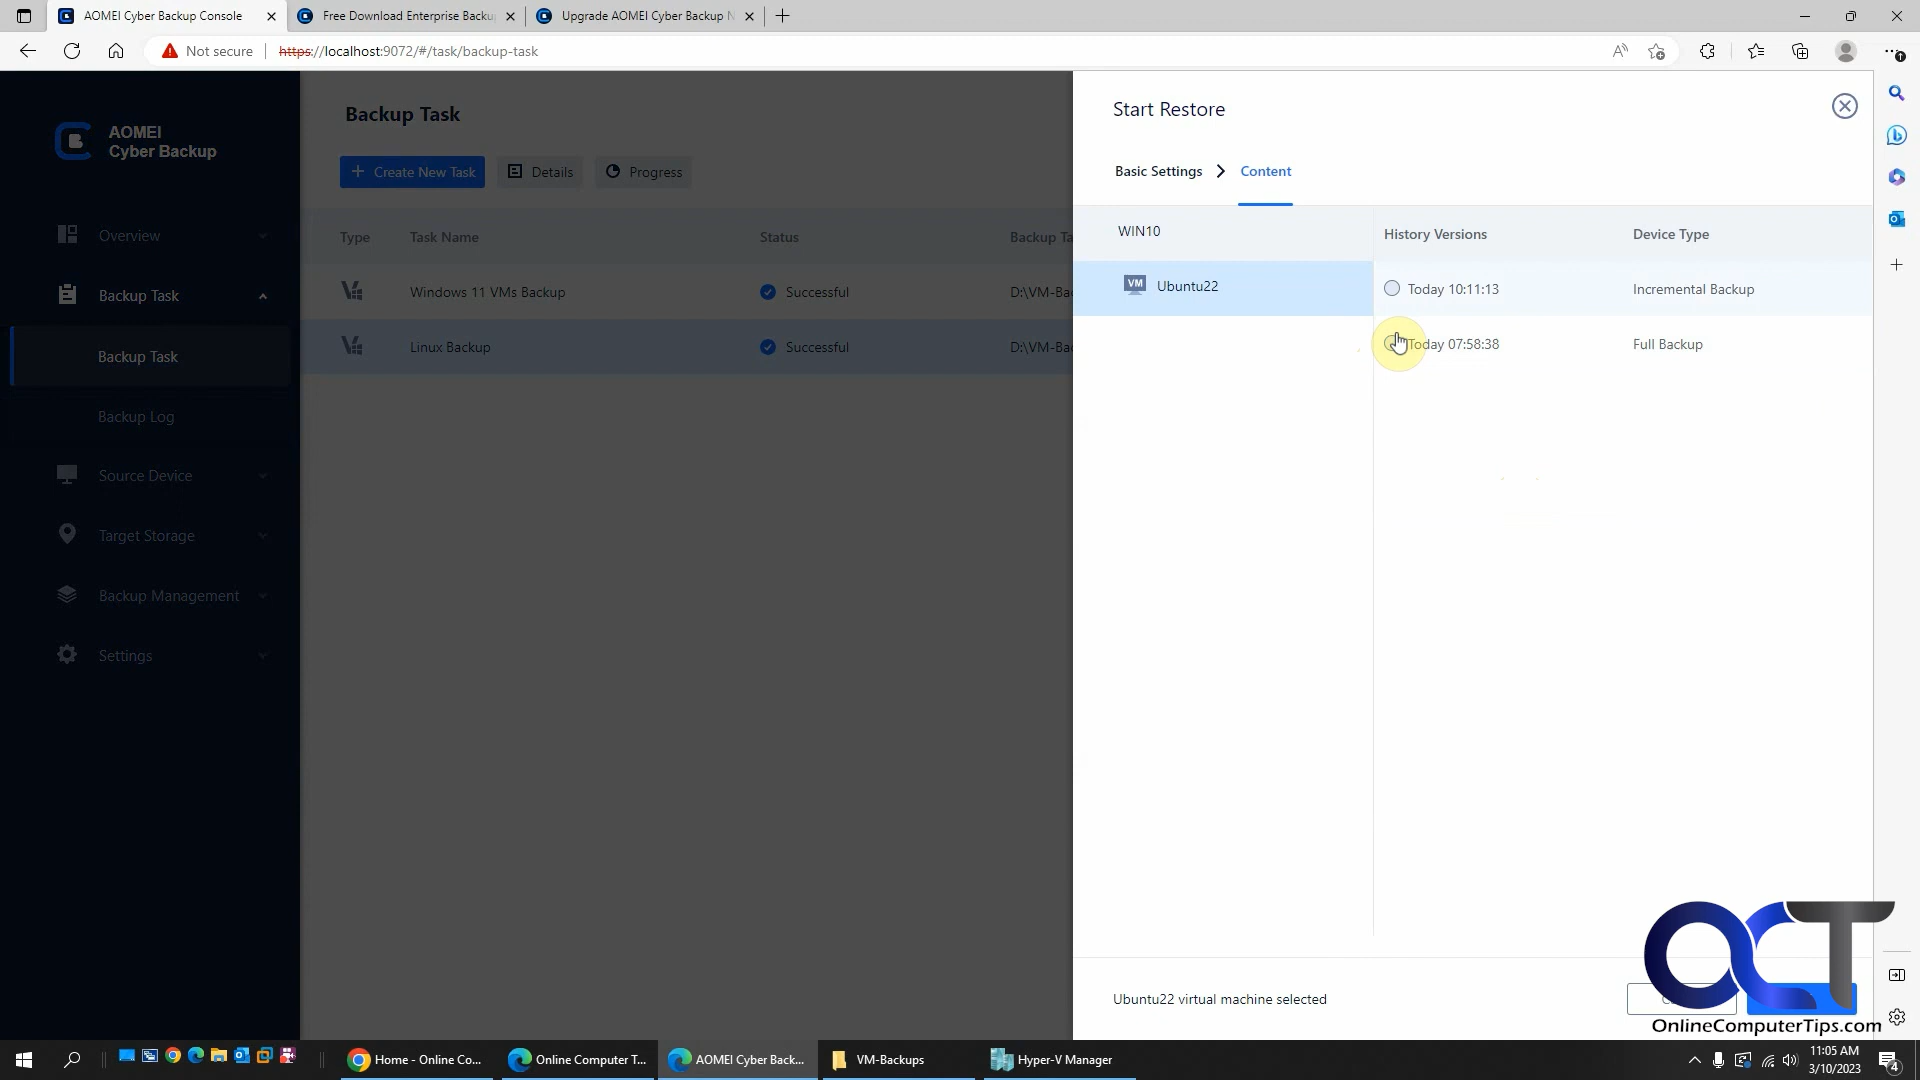 AOMEI Cyber Backup Console
Free Download Enterprise Backu
Upgrade AOMEI Cyber Backup N
Not secure
https://localhost:9072/#/task/backup-task
AOMEI
Cyber Backup
Overview
Backup Task
Backup Task
Backup Log
Source Device
Target Storage
Backup Management
Settings
Backup Task
+ Create New Task
Details
Progress
Type
Task Name
Status
Backup Ta
Windows 11 VMs Backup
Successful
D:\VM-Ba
Linux Backup
Successful
D:\VM-Ba
Start Restore
Basic Settings
Content
WIN10
History Versions
Device Type
VM
Ubuntu22
Today 10:11:13
Incremental Backup
Today 07:58:38
Full Backup
Ubuntu22 virtual machine selected
OCT
OnlineComputerTips.com
Home - Online Co...
Online Computer T...
AOMEI Cyber Back...
VM-Backups
Hyper-V Manager
11:05 AM
3/10/2023
4